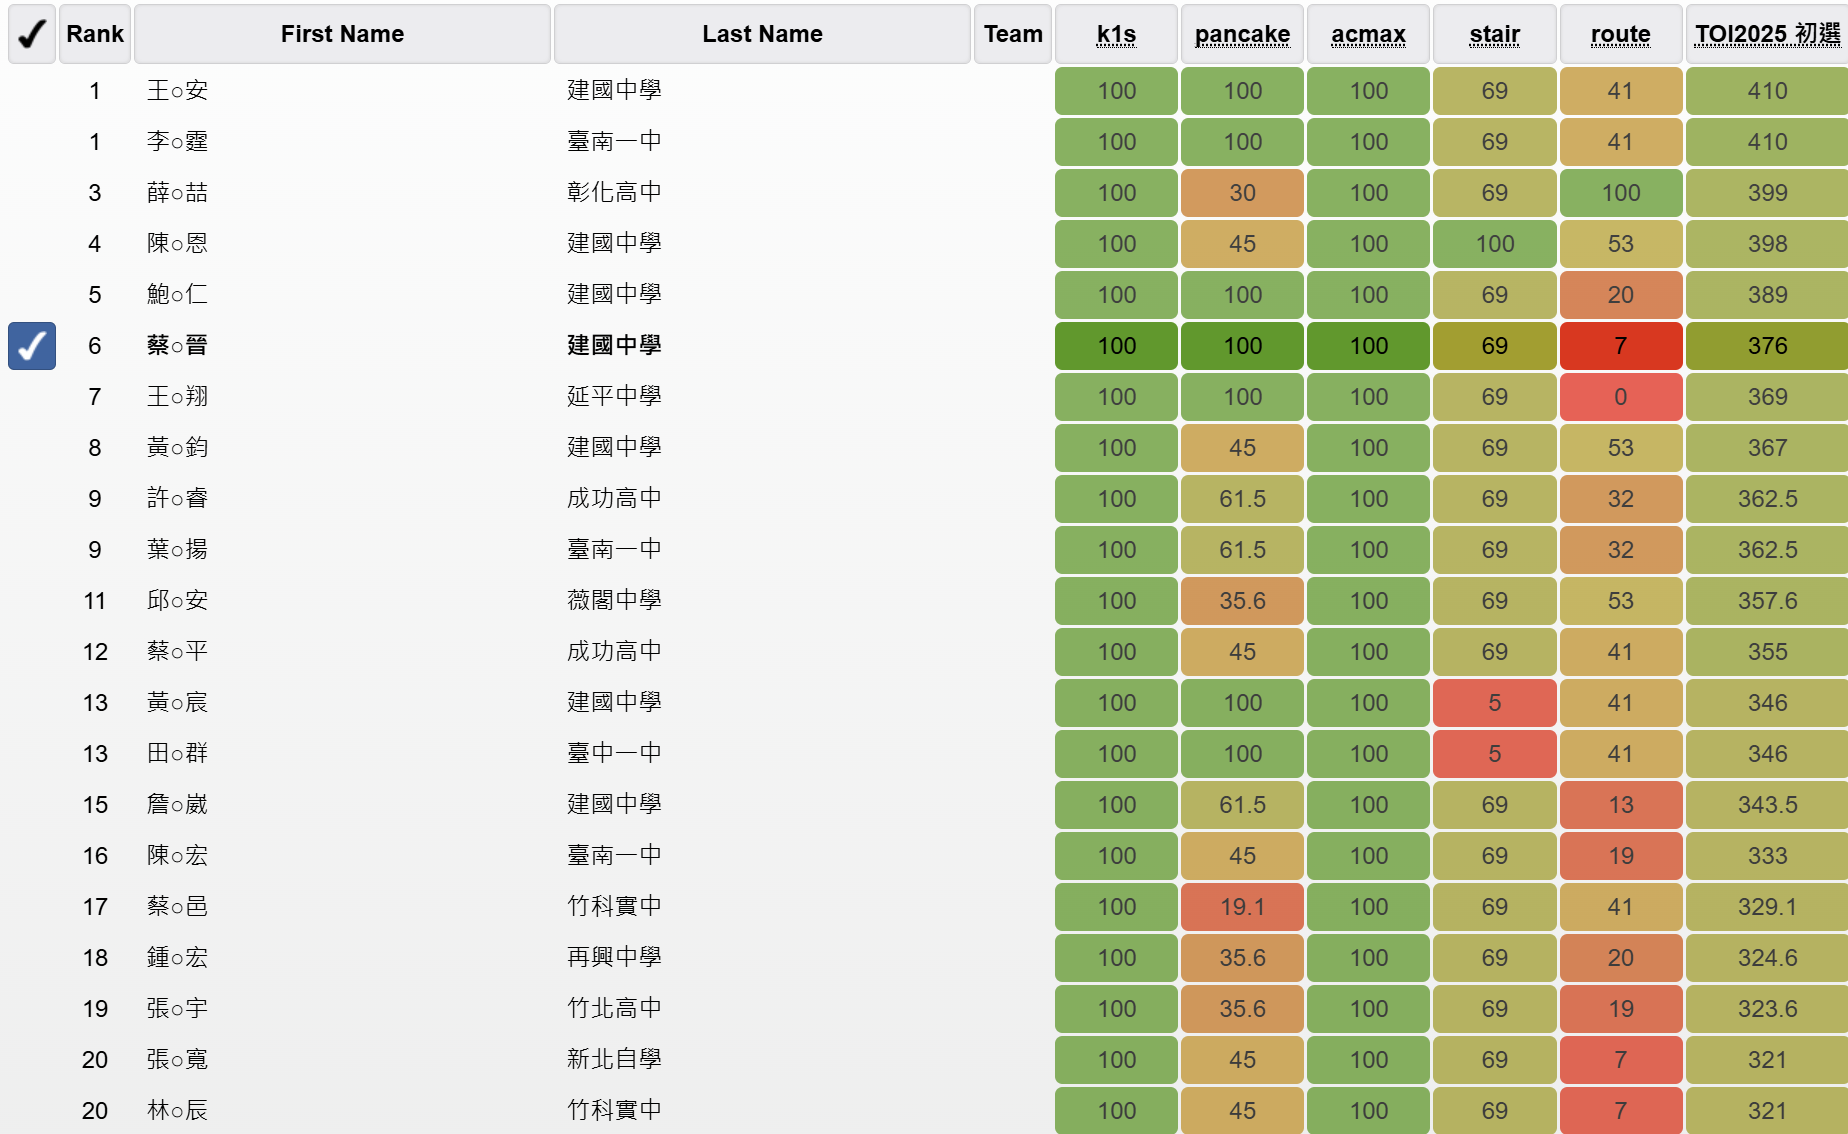 Rank First Name Last Name Team k1s pancake acmax stair route TOI2025 初選
1 王○安 建國中學 100 100 100 69 41 410
1 李○霆 臺南一中 100 100 100 69 41 410
3 薛○喆 彰化高中 100 30 100 69 100 399
4 陳○恩 建國中學 100 45 100 100 53 398
5 鮑○仁 建國中學 100 100 100 69 20 389
6 蔡○晉 建國中學 100 100 100 69 7 376
7 王○翔 延平中學 100 100 100 69 0 369
8 黃○鈞 建國中學 100 45 100 69 53 367
9 許○睿 成功高中 100 61.5 100 69 32 362.5
9 葉○揚 臺南一中 100 61.5 100 69 32 362.5
11 邱○安 薇閣中學 100 35.6 100 69 53 357.6
12 蔡○平 成功高中 100 45 100 69 41 355
13 黃○宸 建國中學 100 100 100 5 41 346
13 田○群 臺中一中 100 100 100 5 41 346
15 詹○崴 建國中學 100 61.5 100 69 13 343.5
16 陳○宏 臺南一中 100 45 100 69 19 333
17 蔡○邑 竹科實中 100 19.1 100 69 41 329.1
18 鍾○宏 再興中學 100 35.6 100 69 20 324.6
19 張○宇 竹北高中 100 35.6 100 69 19 323.6
20 張○寬 新北自學 100 45 100 69 7 321
20 林○辰 竹科實中 100 45 100 69 7 321